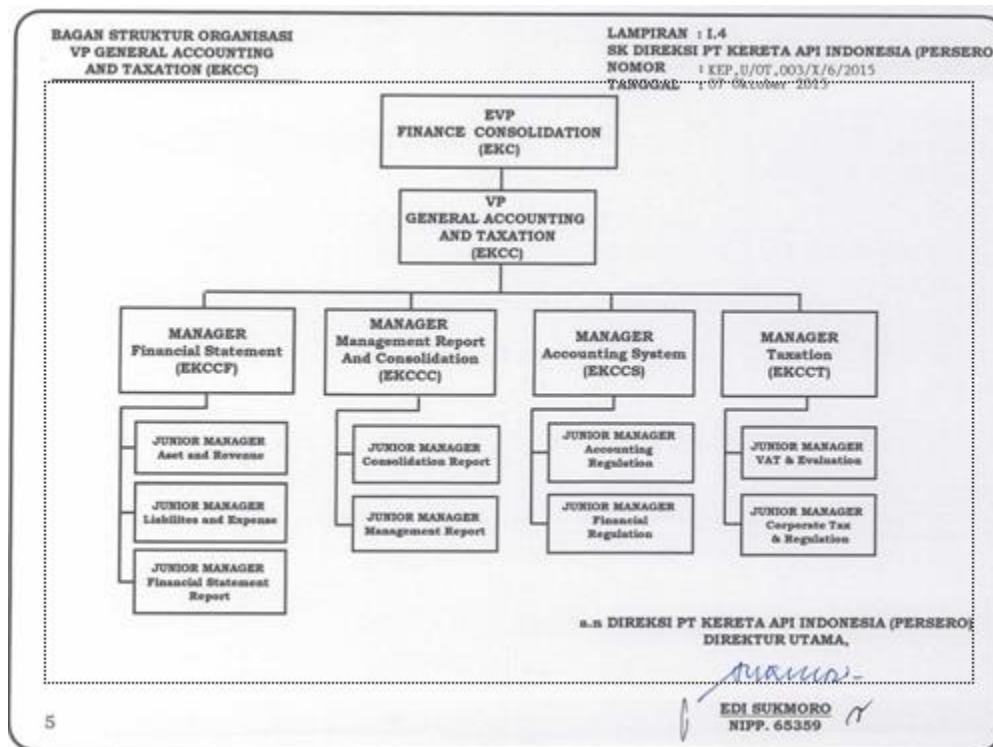 BAGAN STRUKTUR ORGANISASI
VP GENERAL ACCOUNTING
AND TAXATION (EKCC)
LAMPIRAN : I.4
SK DIREKSI PT KERETA API INDONESIA (PERSERO
NOMOR : KEP.U/OT.003/X/6/2015
TANGGAL : 07 Oktober 2015
EVP
FINANCE CONSOLIDATION
(EKC)
VP
GENERAL ACCOUNTING
AND TAXATION
(EKCC)
MANAGER
Financial Statement
(EKCCF)
JUNIOR MANAGER
Aset and Revenue
JUNIOR MANAGER
Liabilites and Expense
JUNIOR MANAGER
Financial Statement
Report
MANAGER
Management Report
And Consolidation
(EKCCC)
JUNIOR MANAGER
Consolidation Report
JUNIOR MANAGER
Management Report
MANAGER
Accounting System
(EKCCS)
JUNIOR MANAGER
Accounting
Regulation
JUNIOR MANAGER
Financial
Regulation
MANAGER
Taxation
(EKCCT)
JUNIOR MANAGER
VAT & Evaluation
JUNIOR MANAGER
Corporate Tax
& Regulation
a.n DIREKSI PT KERETA API INDONESIA (PERSERO)
DIREKTUR UTAMA,
EDI SUKMORO
NIPP. 65359
5